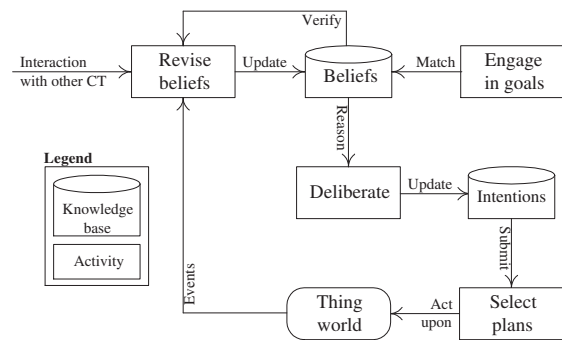 Verify
Interaction
with other CT
Revise
beliefs
Update
Beliefs
Match
Engage
in goals
Reason
Legend
Knowledge
base
Activity
Deliberate
Update
Intentions
Submit
Events
Thing
world
Act
upon
Select
plans